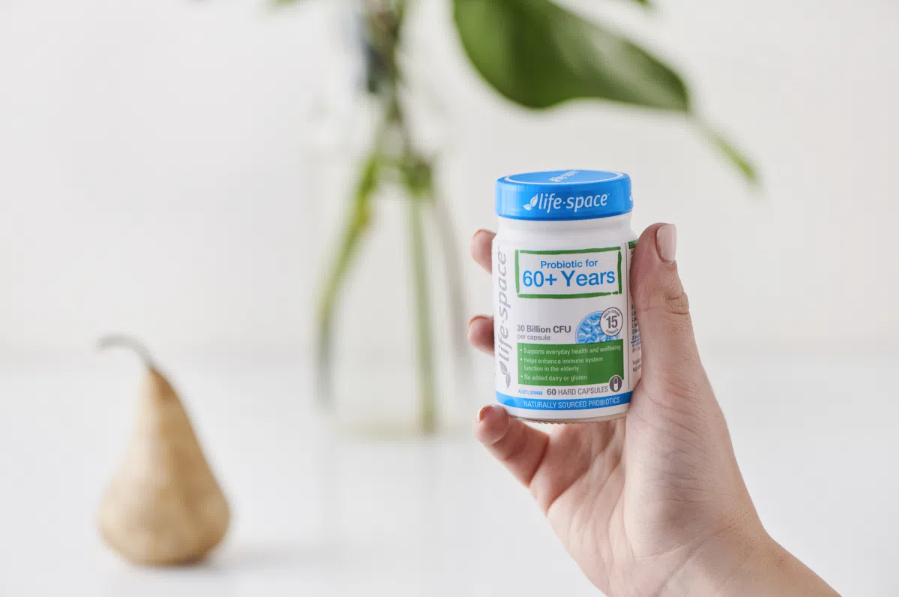 life·space
Probiotic for
60+ Years
life·space
30 Billion CFU
per capsule
15
• Supports everyday health and wellbeing
• Helps enhance immune system
function in the elderly
• No added dairy or gluten
60 HARD CAPSULES
NATURALLY SOURCED PROBIOTICS